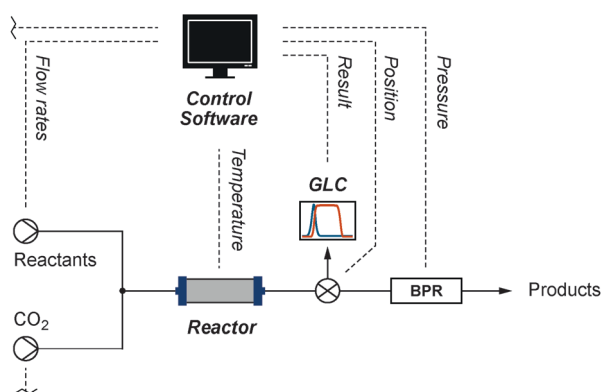 Flow rates
Control
Software
Temperature
Result
Position
Pressure
GLC
Reactants
CO₂
Reactor
BPR
Products